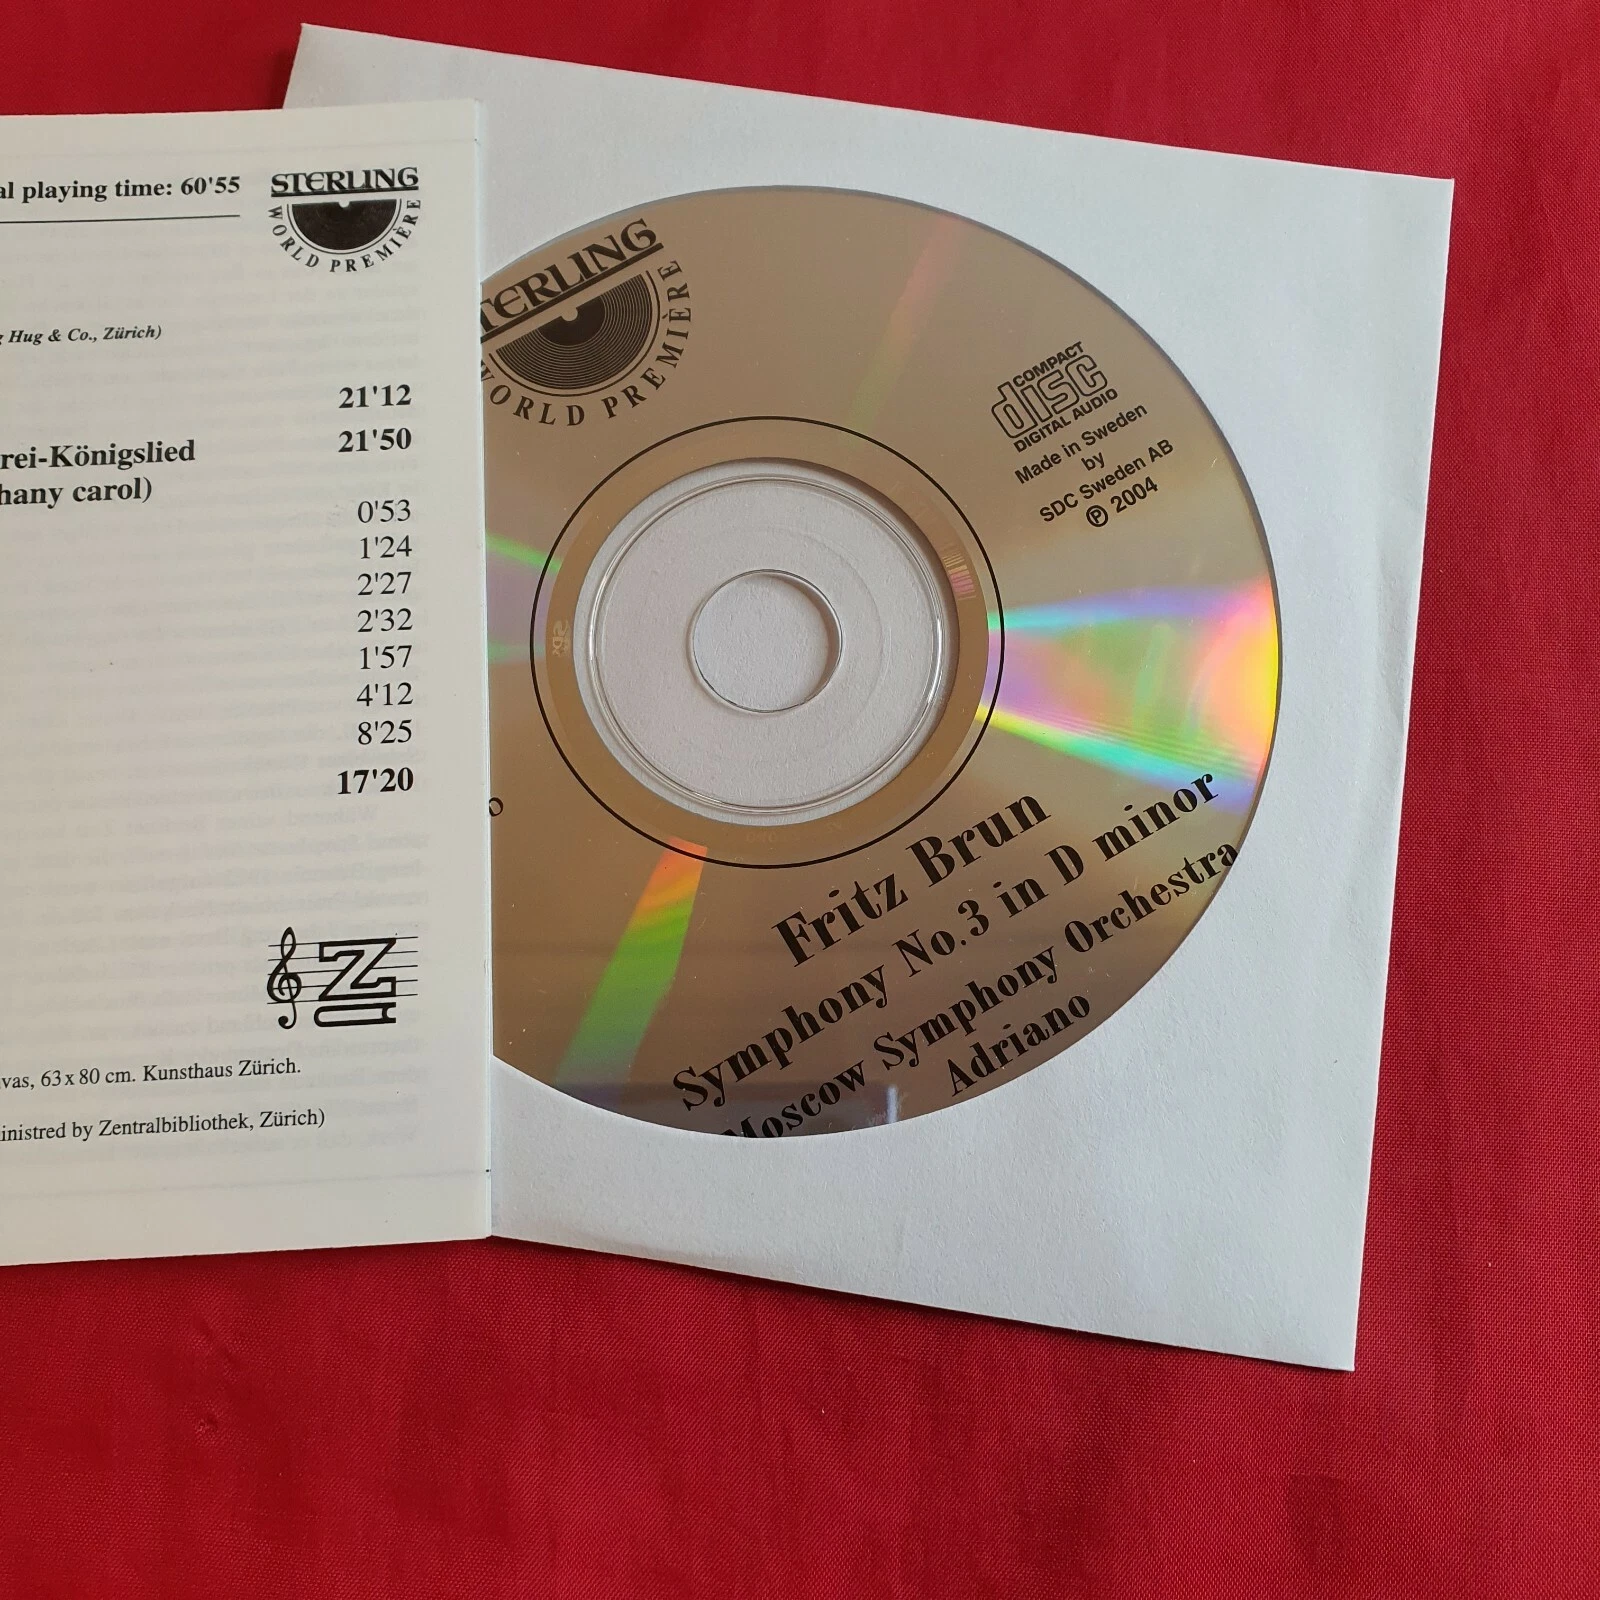 al playing time: 60'55
STERLING
WORLD PREMIÈRE
Hug & Co., Zürich)
21'12
rei-Königslied 21'50
hany carol)
0'53
1'24
2'27
2'32
1'57
4'12
8'25
17'20
Z
vas, 63 x 80 cm. Kunsthaus Zürich.
inistred by Zentralbibliothek, Zürich)
TERLING
WORLD PREMIÈRE
COMPACT
disc
DIGITAL AUDIO
Made in Sweden
by
SDC Sweden AB
℗ 2004
Fritz Brun
Symphony No.3 in D minor
Moscow Symphony Orchestra
Adriano